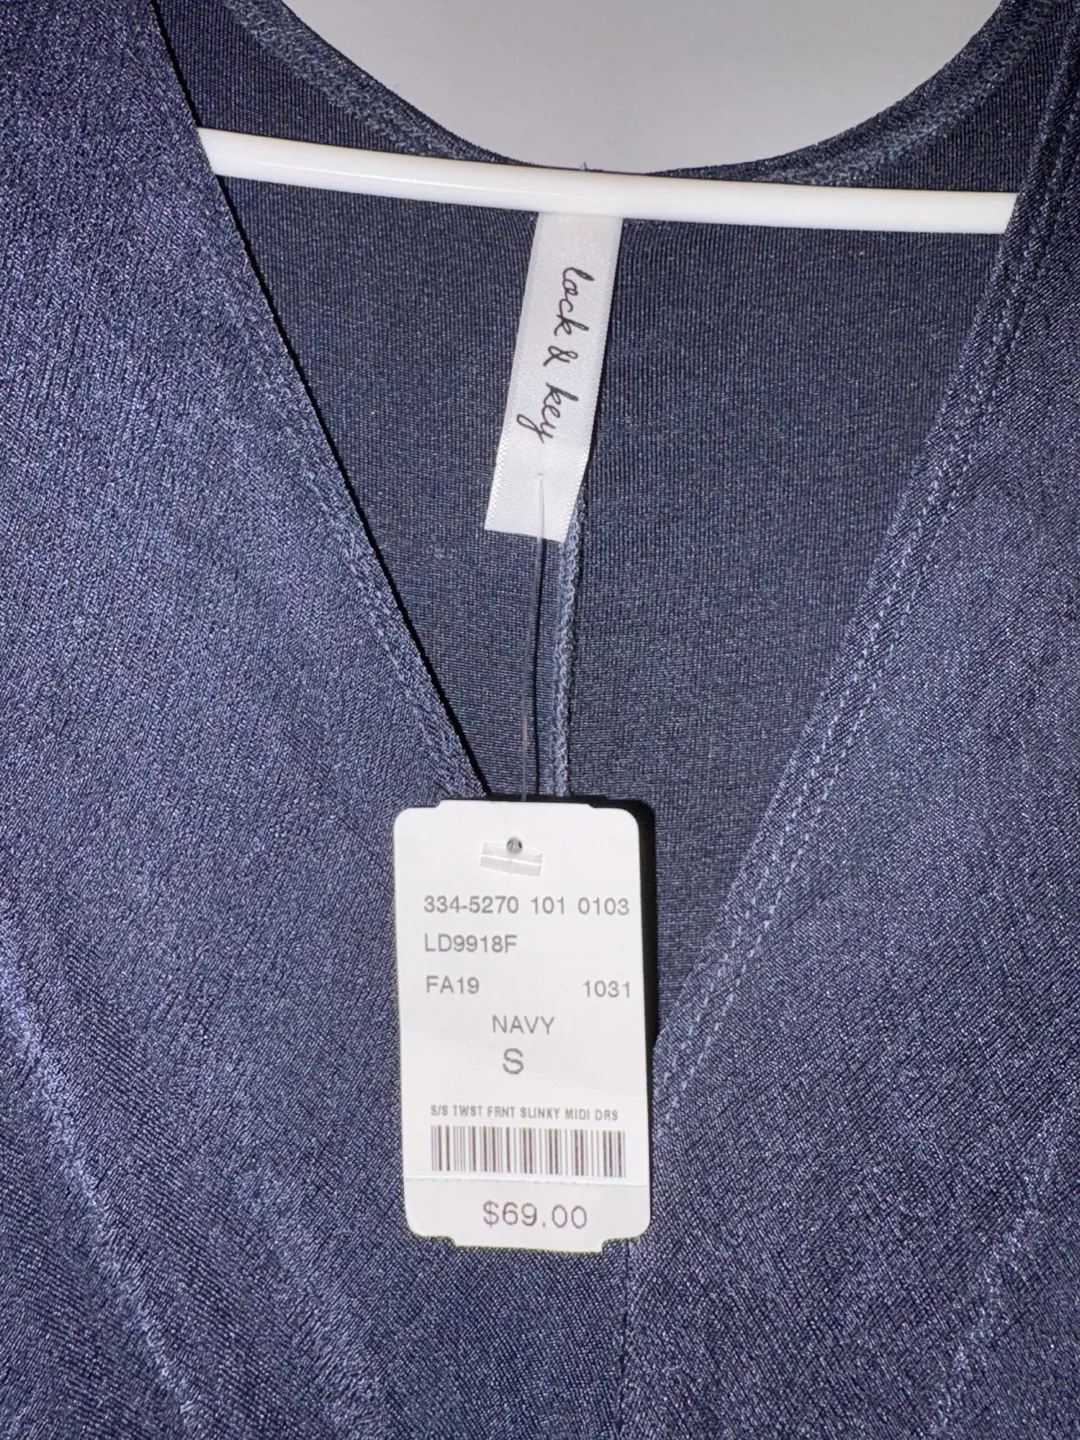 lock & key
334-5270 101 0103
LD9918F
FA19 1031
NAVY
S
S/S TWST FRNT SLINKY MIDI DRS
$69.00